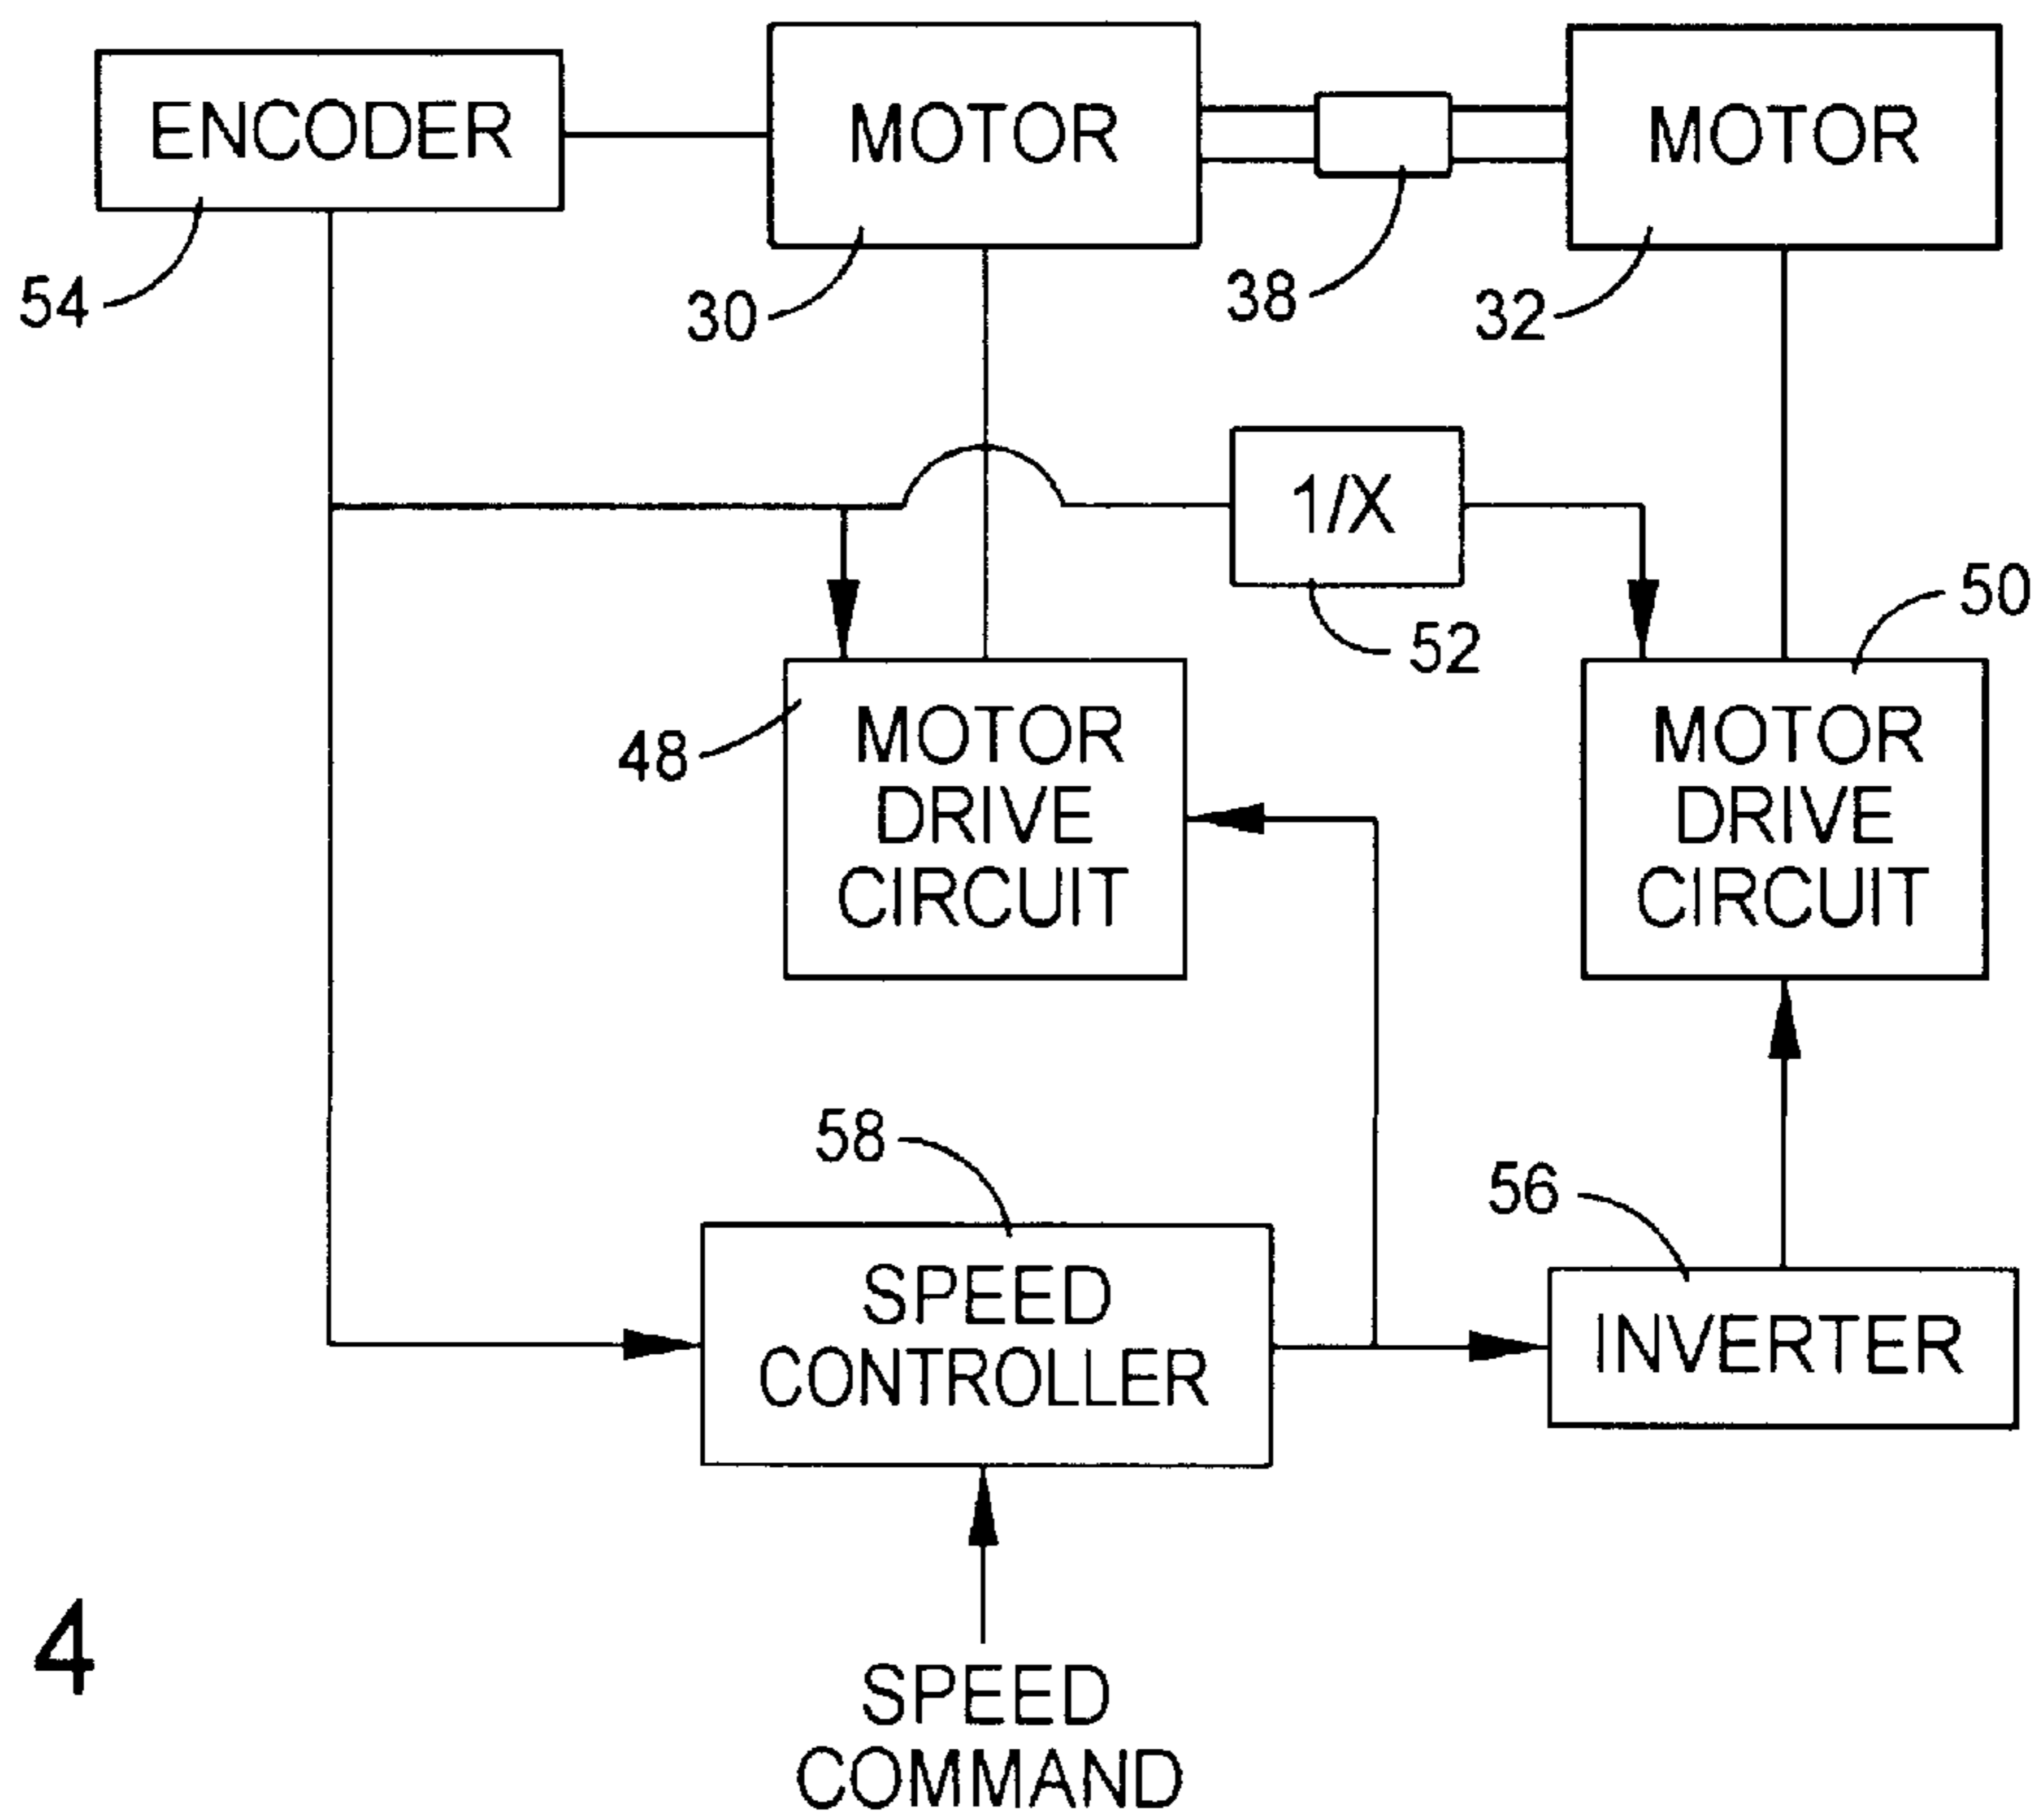 ENCODER
MOTOR
MOTOR
54
30
38
32
1/X
52
50
48
MOTOR
DRIVE
CIRCUIT
MOTOR
DRIVE
CIRCUIT
58
56
SPEED
CONTROLLER
INVERTER
4
SPEED
COMMAND